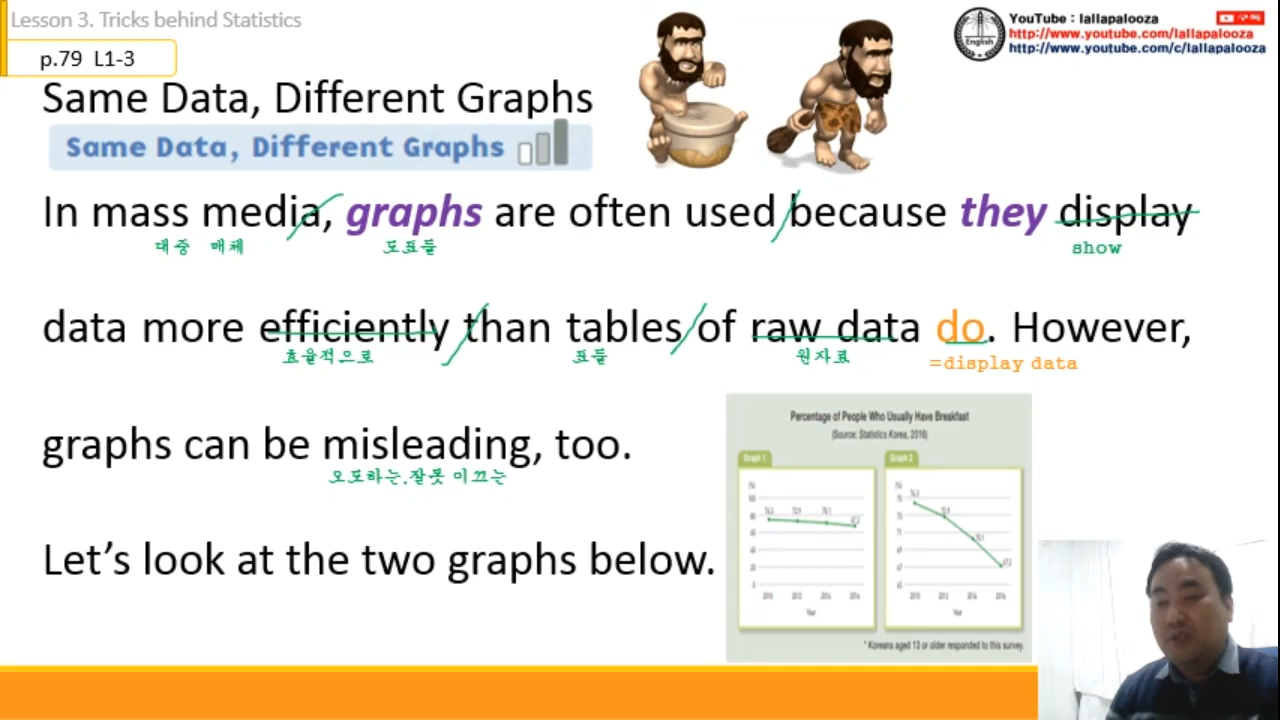 Lesson 3. Tricks behind Statistics
p.79 L1-3
YouTube : lallapalooza
http://www.youtube.com/lallapalooza
http://www.youtube.com/c/lallapalooza
English
Same Data, Different Graphs
Same Data, Different Graphs
In mass media, graphs are often used because they display
대중 매체 도표들 show
data more efficiently than tables of raw data do. However,
효율적으로 표들 원자료 =display data
graphs can be misleading, too.
오도하는,잘못 이끄는
Let's look at the two graphs below.
Percentage of People Who Usually Have Breakfast
(Source: Statistics Korea, 2016)
Graph 1 Graph 2
Year Year
* Koreans aged 13 or older responded to this survey.